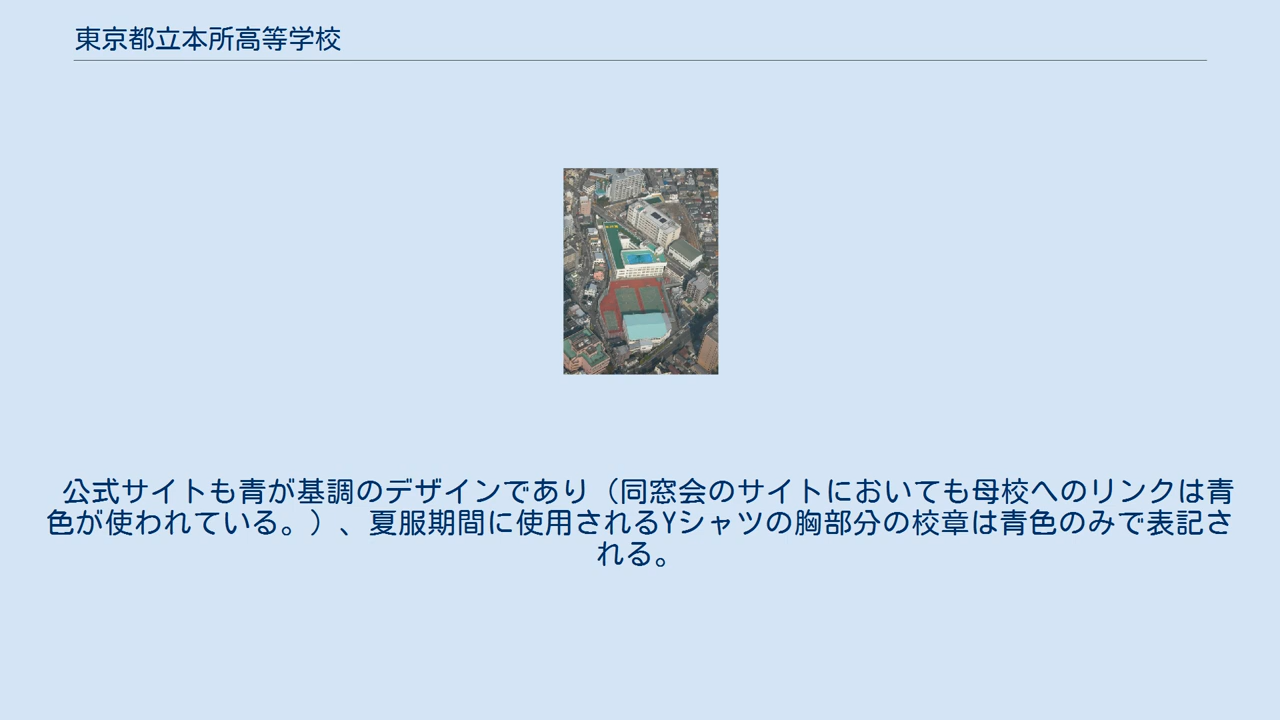 東京都立本所高等学校
公式サイトも青が基調のデザインであり（同窓会のサイトにおいても母校へのリンクは青
色が使われている。）、夏服期間に使用されるYシャツの胸部分の校章は青色のみで表記さ
れる。